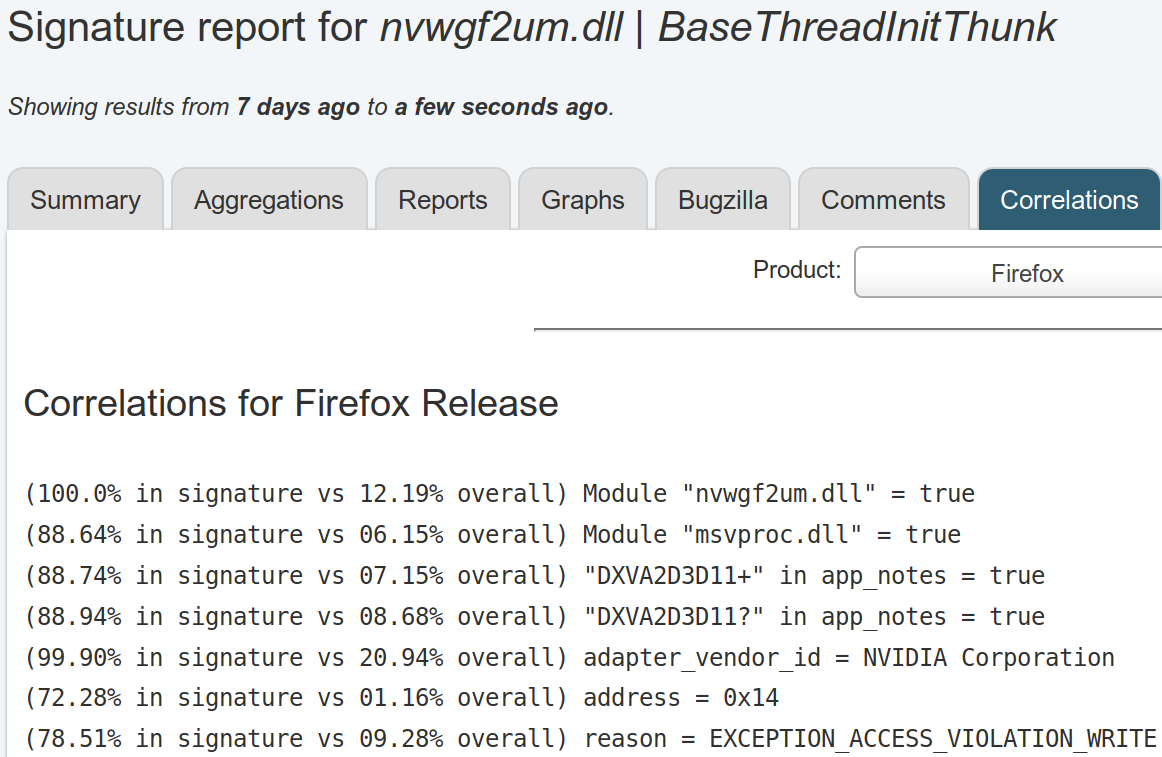 Signature report for nvwgf2um.dll | BaseThreadInitThunk
Showing results from 7 days ago to a few seconds ago.
Summary Aggregations Reports Graphs Bugzilla Comments Correlations
Product: Firefox
Correlations for Firefox Release
(100.0% in signature vs 12.19% overall) Module "nvwgf2um.dll" = true
(88.64% in signature vs 06.15% overall) Module "msvproc.dll" = true
(88.74% in signature vs 07.15% overall) "DXVA2D3D11+" in app_notes = true
(88.94% in signature vs 08.68% overall) "DXVA2D3D11?" in app_notes = true
(99.90% in signature vs 20.94% overall) adapter_vendor_id = NVIDIA Corporation
(72.28% in signature vs 01.16% overall) address = 0x14
(78.51% in signature vs 09.28% overall) reason = EXCEPTION_ACCESS_VIOLATION_WRITE